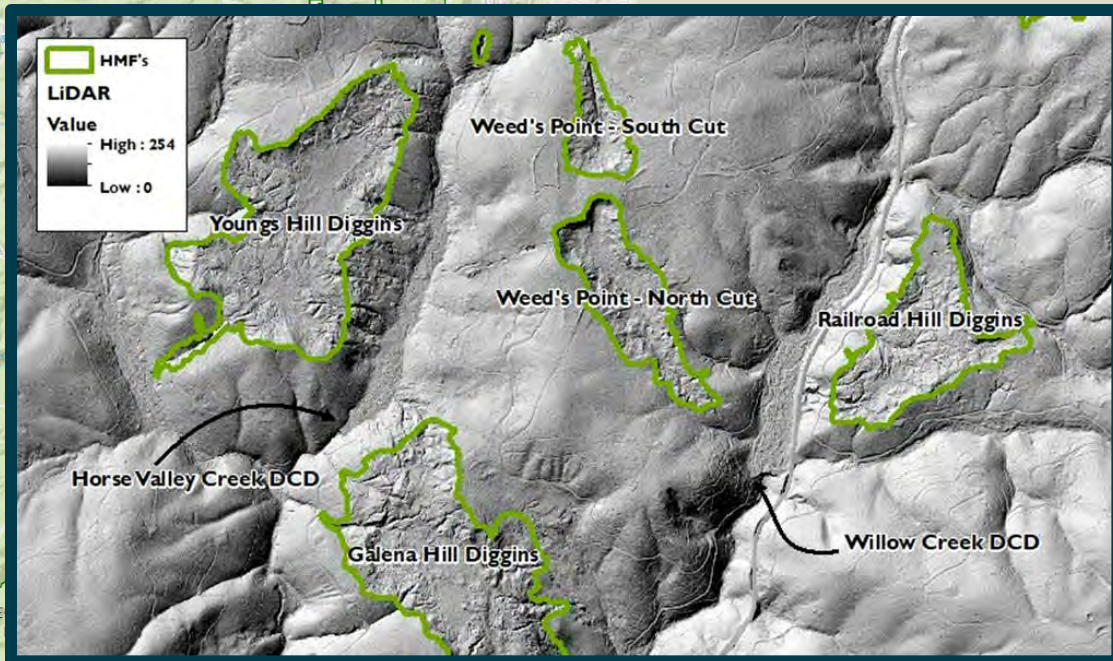 HMF's
LiDAR
Value
High : 254
Low : 0
Weed's Point - South Cut
Youngs Hill Diggins
Weed's Point - North Cut
Railroad Hill Diggins
Horse Valley Creek DCD
Galena Hill Diggins
Willow Creek DCD